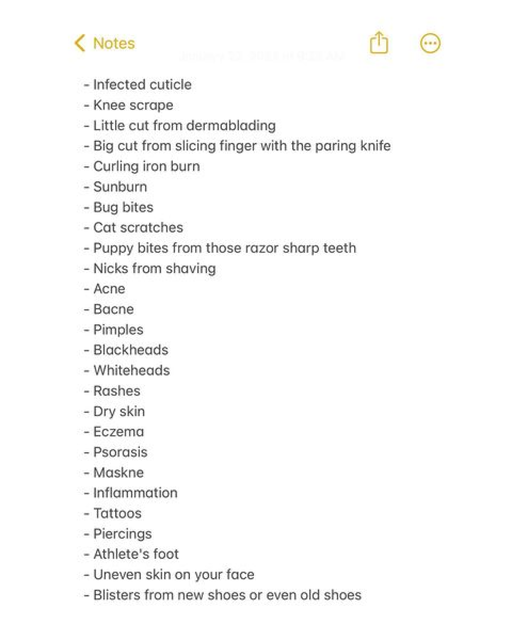 Notes
- Infected cuticle
- Knee scrape
- Little cut from dermablading
- Big cut from slicing finger with the paring knife
- Curling iron burn
- Sunburn
- Bug bites
- Cat scratches
- Puppy bites from those razor sharp teeth
- Nicks from shaving
- Acne
- Bacne
- Pimples
- Blackheads
- Whiteheads
- Rashes
- Dry skin
- Eczema
- Psorasis
- Maskne
- Inflammation
- Tattoos
- Piercings
- Athlete's foot
- Uneven skin on your face
- Blisters from new shoes or even old shoes